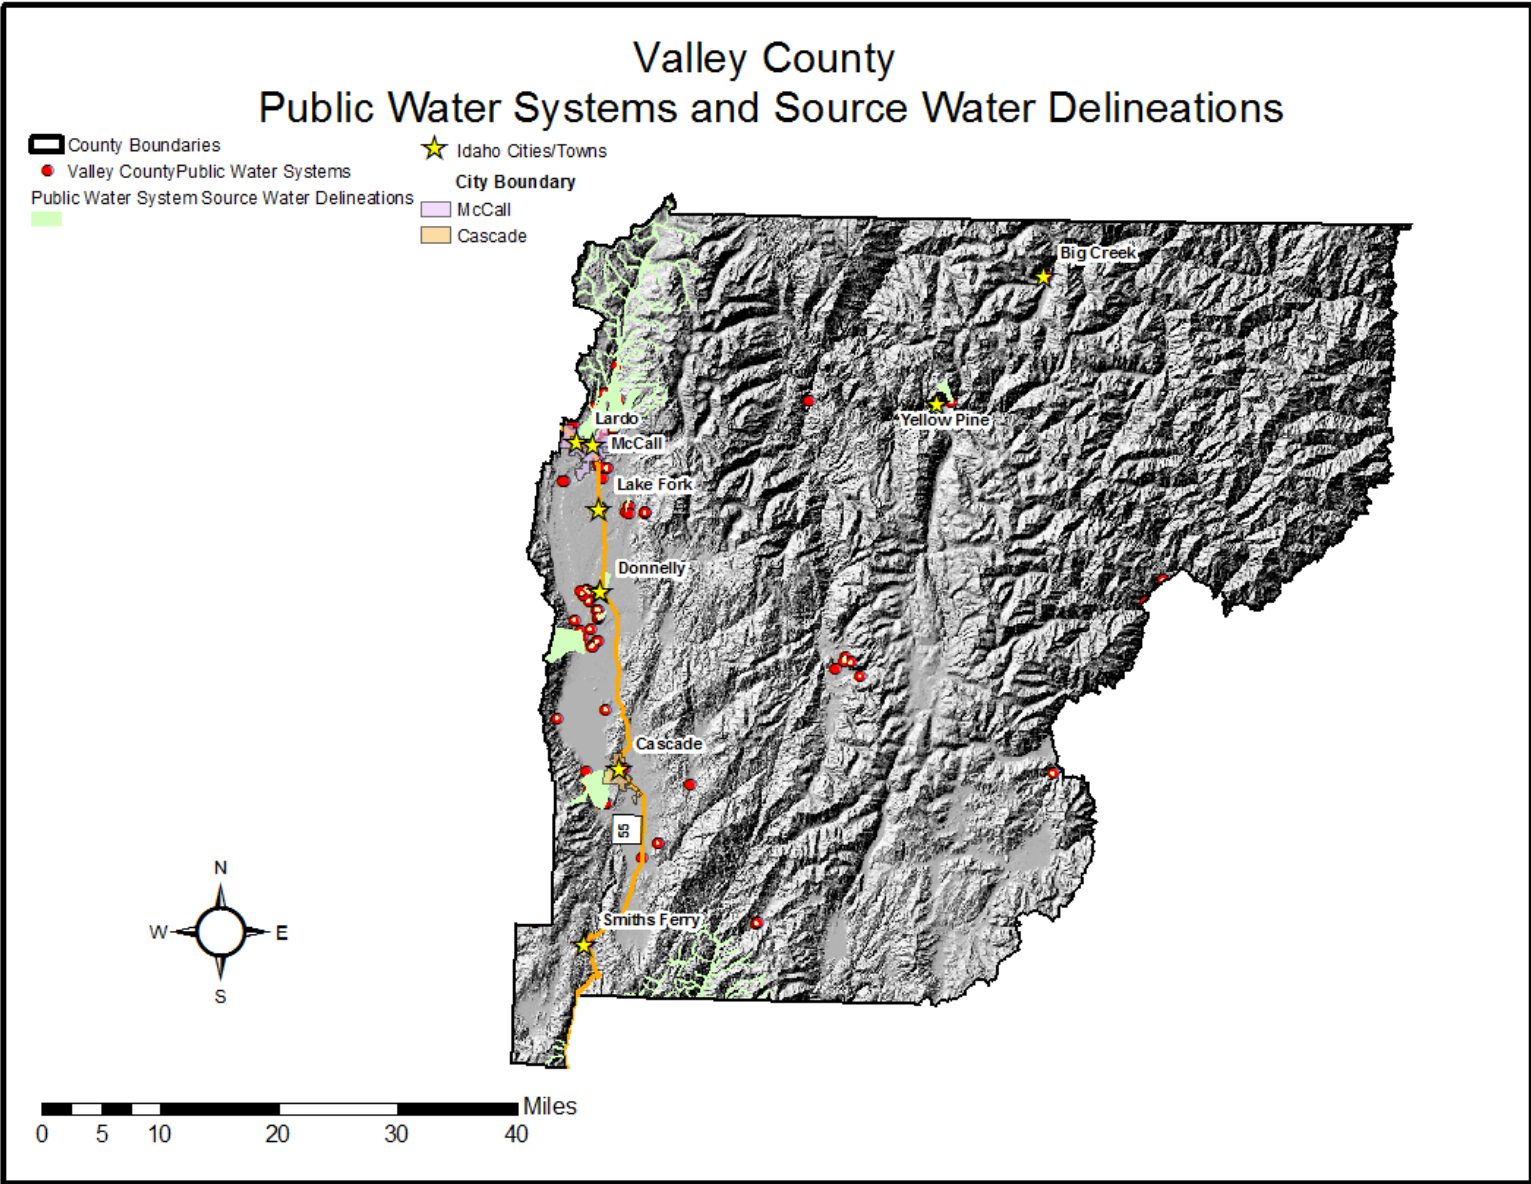 Valley County
Public Water Systems and Source Water Delineations
County Boundaries
Valley CountyPublic Water Systems
Public Water System Source Water Delineations
Idaho Cities/Towns
City Boundary
McCall
Cascade
Big Creek
Yellow Pine
Lardo
McCall
Lake Fork
Donnelly
Cascade
55
Smiths Ferry
N
W E
S
Miles
0 5 10 20 30 40